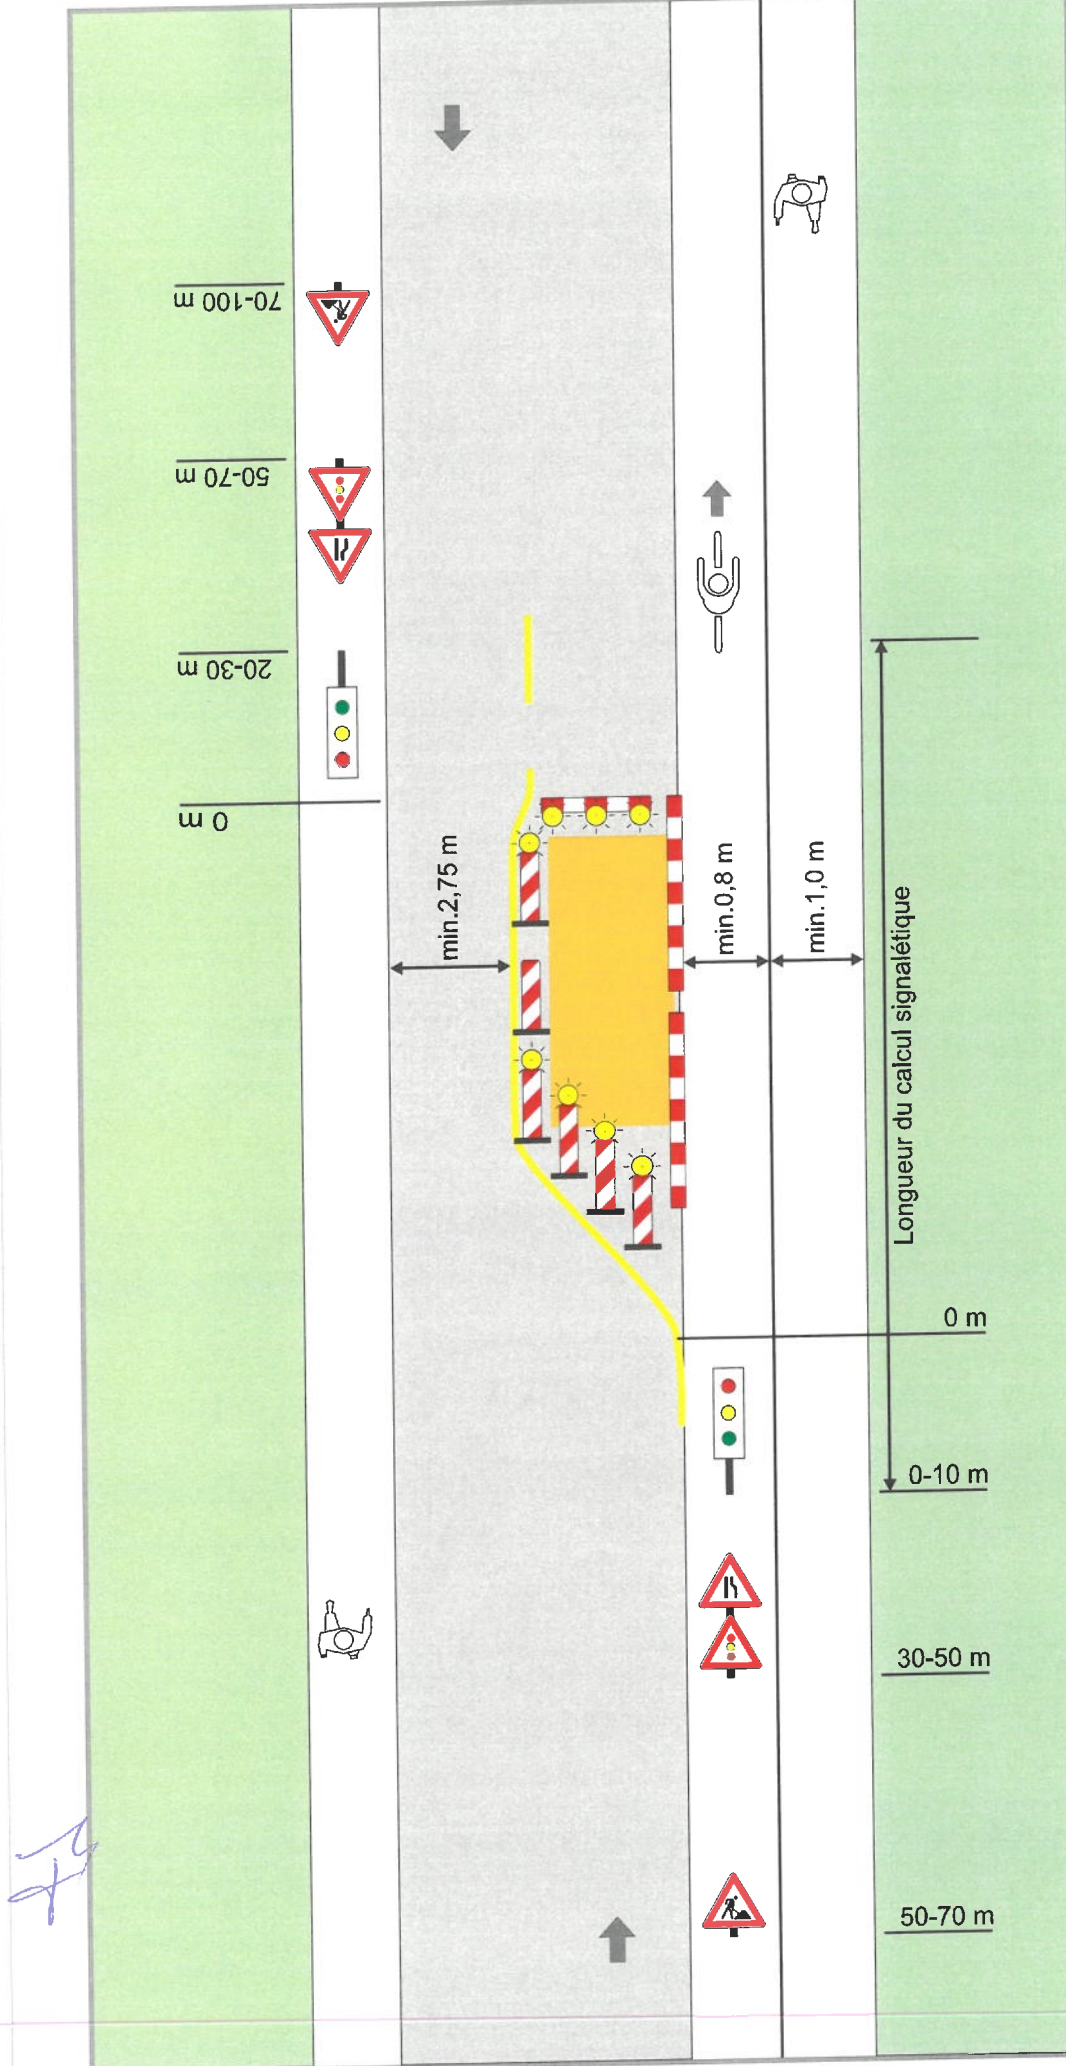 70-100 m
50-70 m
20-30 m
0 m
min.2,75 m
min.0,8 m
min.1,0 m
Longueur du calcul signalétique
0 m
0-10 m
30-50 m
50-70 m